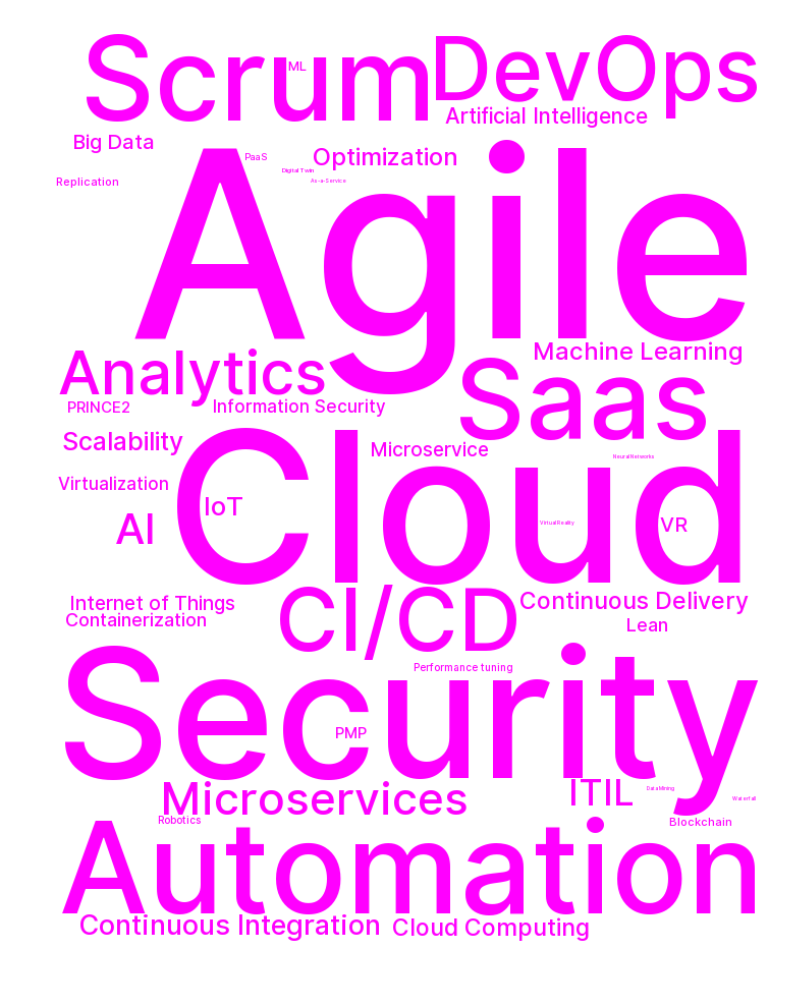 Scrum
DevOps
ML
Artificial Intelligence
Big Data
PaaS
Optimization
Digital Twin
As-a-Service
Replication
Agile
Machine Learning
Analytics
Saas
PRINCE2
Information Security
Scalability
Microservice
Neural Networks
Cloud
Virtualization
IoT
AI
Virtual Reality
VR
CI/CD
Internet of Things
Continuous Delivery
Containerization
Lean
Performance tuning
Security
PMP
Microservices
ITIL
Data Mining
Waterfall
Robotics
Blockchain
Automation
Continuous Integration
Cloud Computing